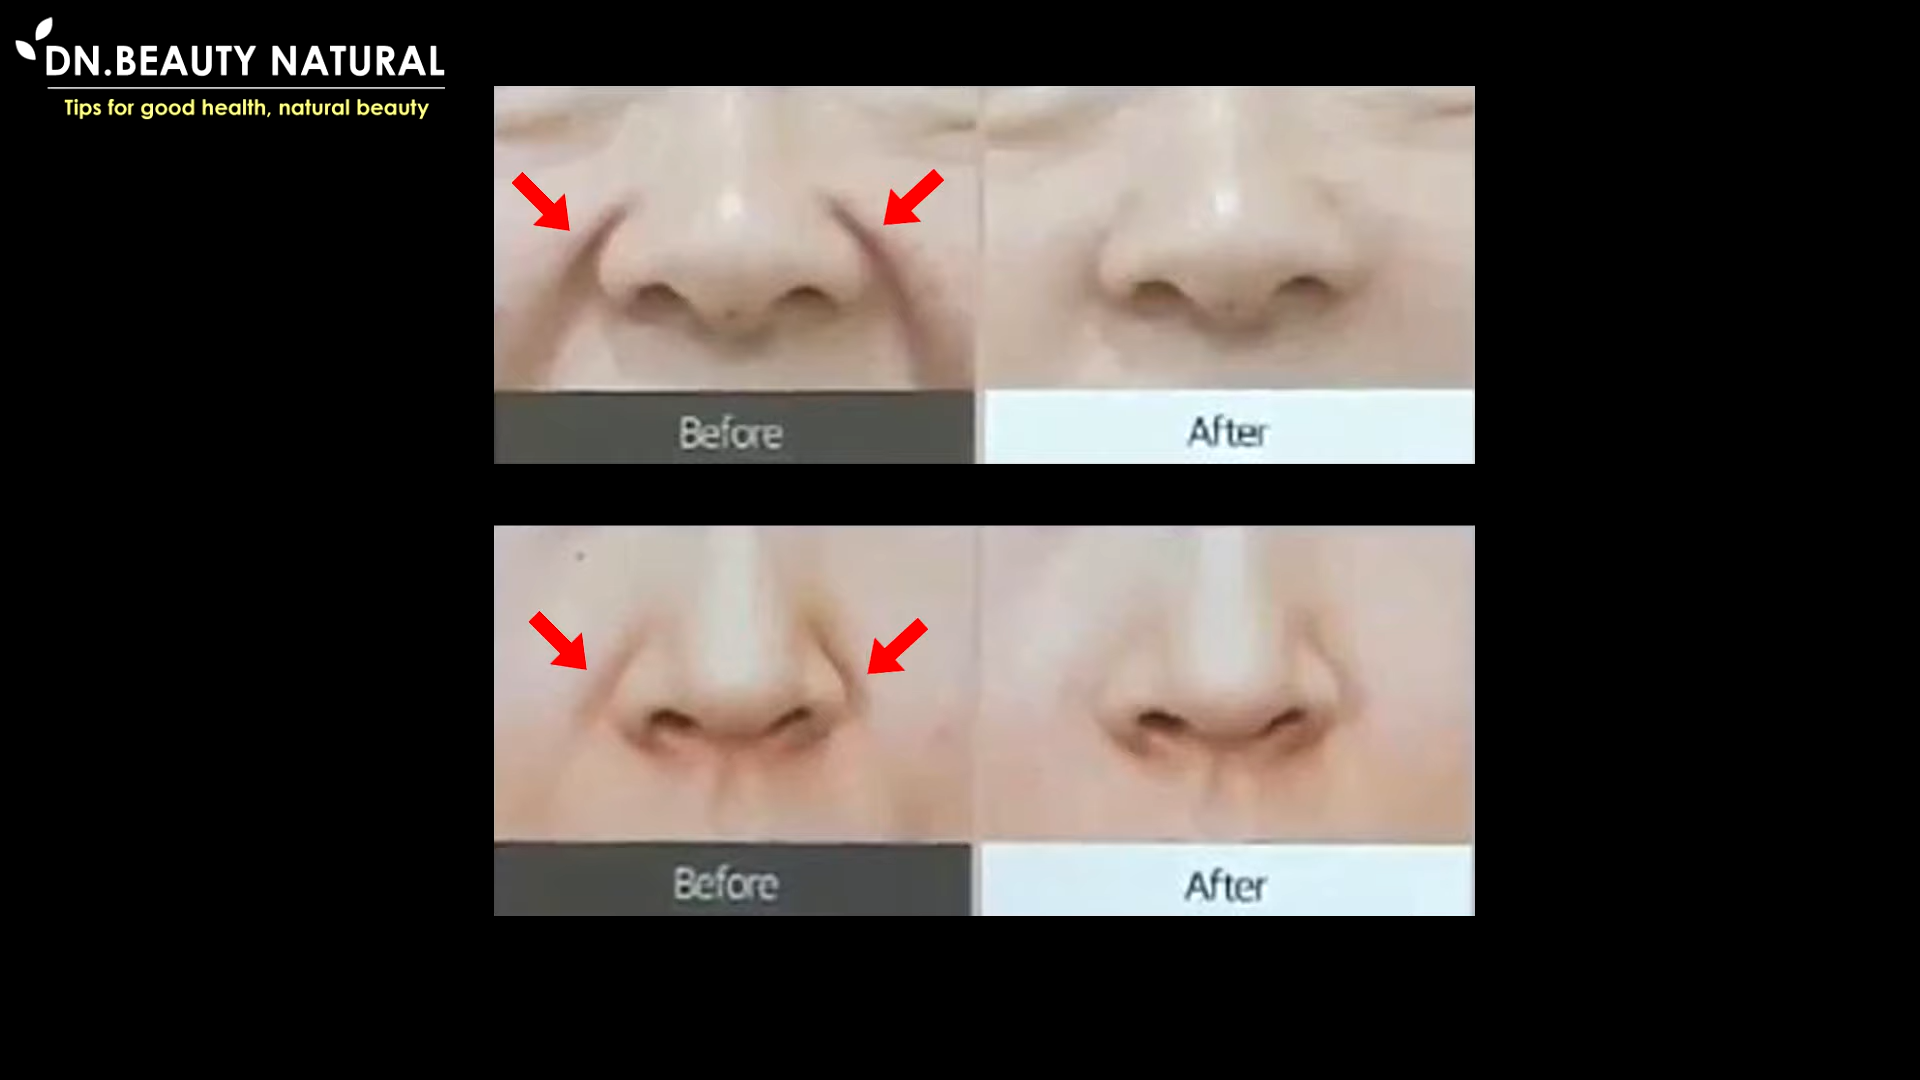 DN.BEAUTY NATURAL
Tips for good health, natural beauty
Before
After
Before
After